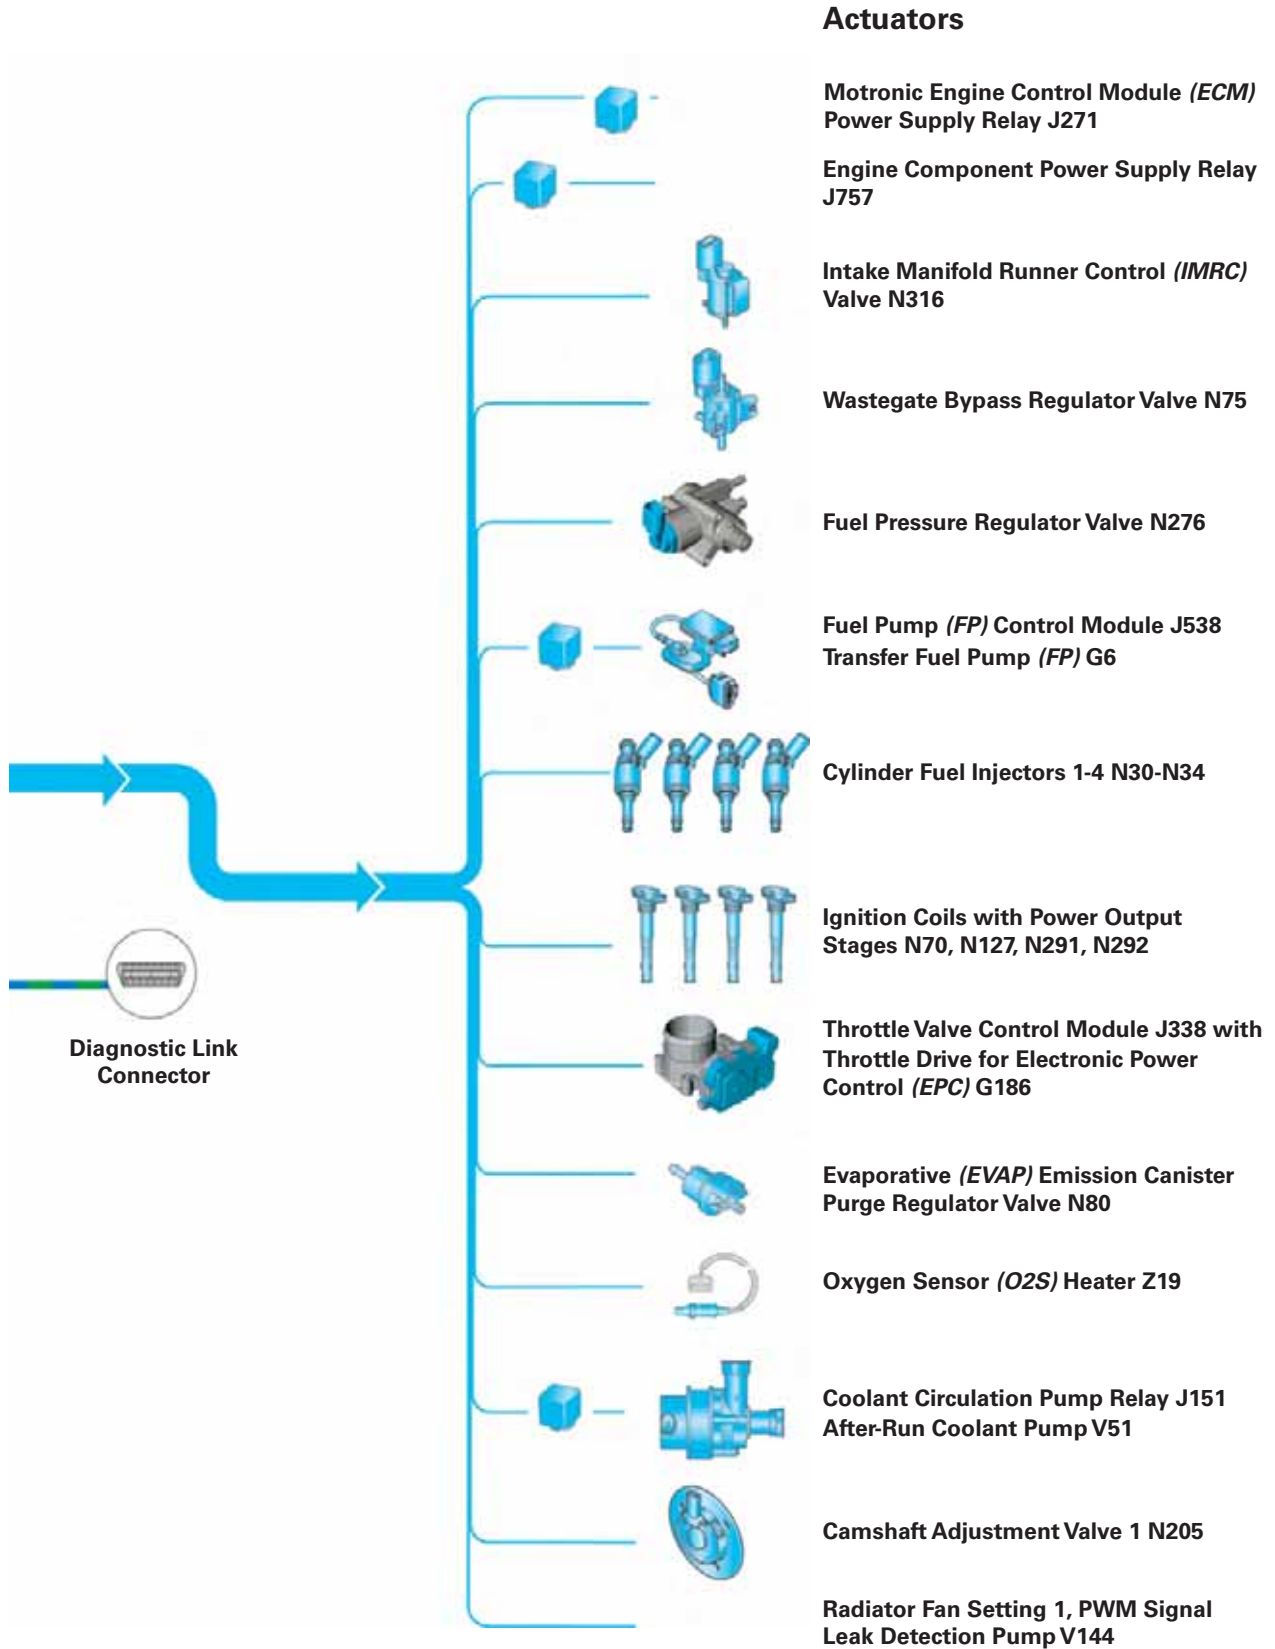 Actuators
Motronic Engine Control Module (ECM)
Power Supply Relay J271
Engine Component Power Supply Relay
J757
Intake Manifold Runner Control (IMRC)
Valve N316
Wastegate Bypass Regulator Valve N75
Fuel Pressure Regulator Valve N276
Fuel Pump (FP) Control Module J538
Transfer Fuel Pump (FP) G6
Cylinder Fuel Injectors 1-4 N30-N34
Ignition Coils with Power Output
Stages N70, N127, N291, N292
Diagnostic Link
Connector
Throttle Valve Control Module J338 with
Throttle Drive for Electronic Power
Control (EPC) G186
Evaporative (EVAP) Emission Canister
Purge Regulator Valve N80
Oxygen Sensor (O2S) Heater Z19
Coolant Circulation Pump Relay J151
After-Run Coolant Pump V51
Camshaft Adjustment Valve 1 N205
Radiator Fan Setting 1, PWM Signal
Leak Detection Pump V144